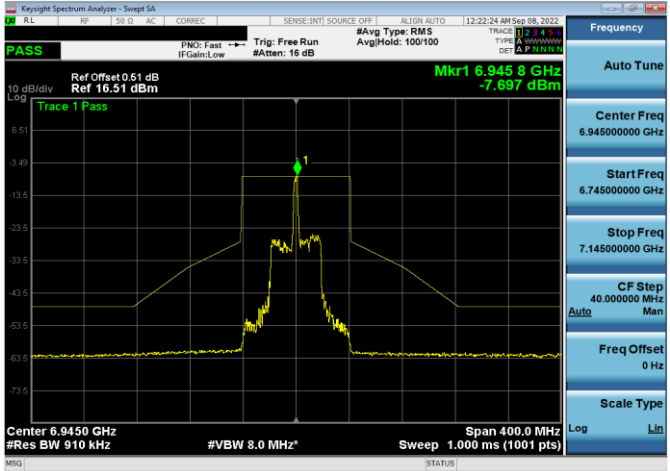 Keysight Spectrum Analyzer - Swept SA
R L RF 50 Ω AC CORREC SENSE:INT SOURCE OFF ALIGN AUTO 12:22:24 AM Sep 08, 2022
PASS
PNO: Fast
IFGain:Low
Trig: Free Run
#Atten: 16 dB
#Avg Type: RMS
Avg|Hold: 100/100
TRACE 1 2 3 4 5 6
TYPE A WWWWW
DET A P N N N N
Frequency
Auto Tune
Center Freq
6.945000000 GHz
Start Freq
6.745000000 GHz
Stop Freq
7.145000000 GHz
CF Step
40.000000 MHz
Auto Man
Freq Offset
0 Hz
Scale Type
Log Lin
Mkr1 6.945 8 GHz
-7.697 dBm
Ref Offset 0.51 dB
Ref 16.51 dBm
10 dB/div
Log
Trace 1 Pass
1
6.51
-3.49
-13.5
-23.5
-33.5
-43.5
-53.5
-63.5
-73.5
Center 6.9450 GHz
Span 400.0 MHz
#Res BW 910 kHz
#VBW 8.0 MHz*
Sweep 1.000 ms (1001 pts)
MSG
STATUS